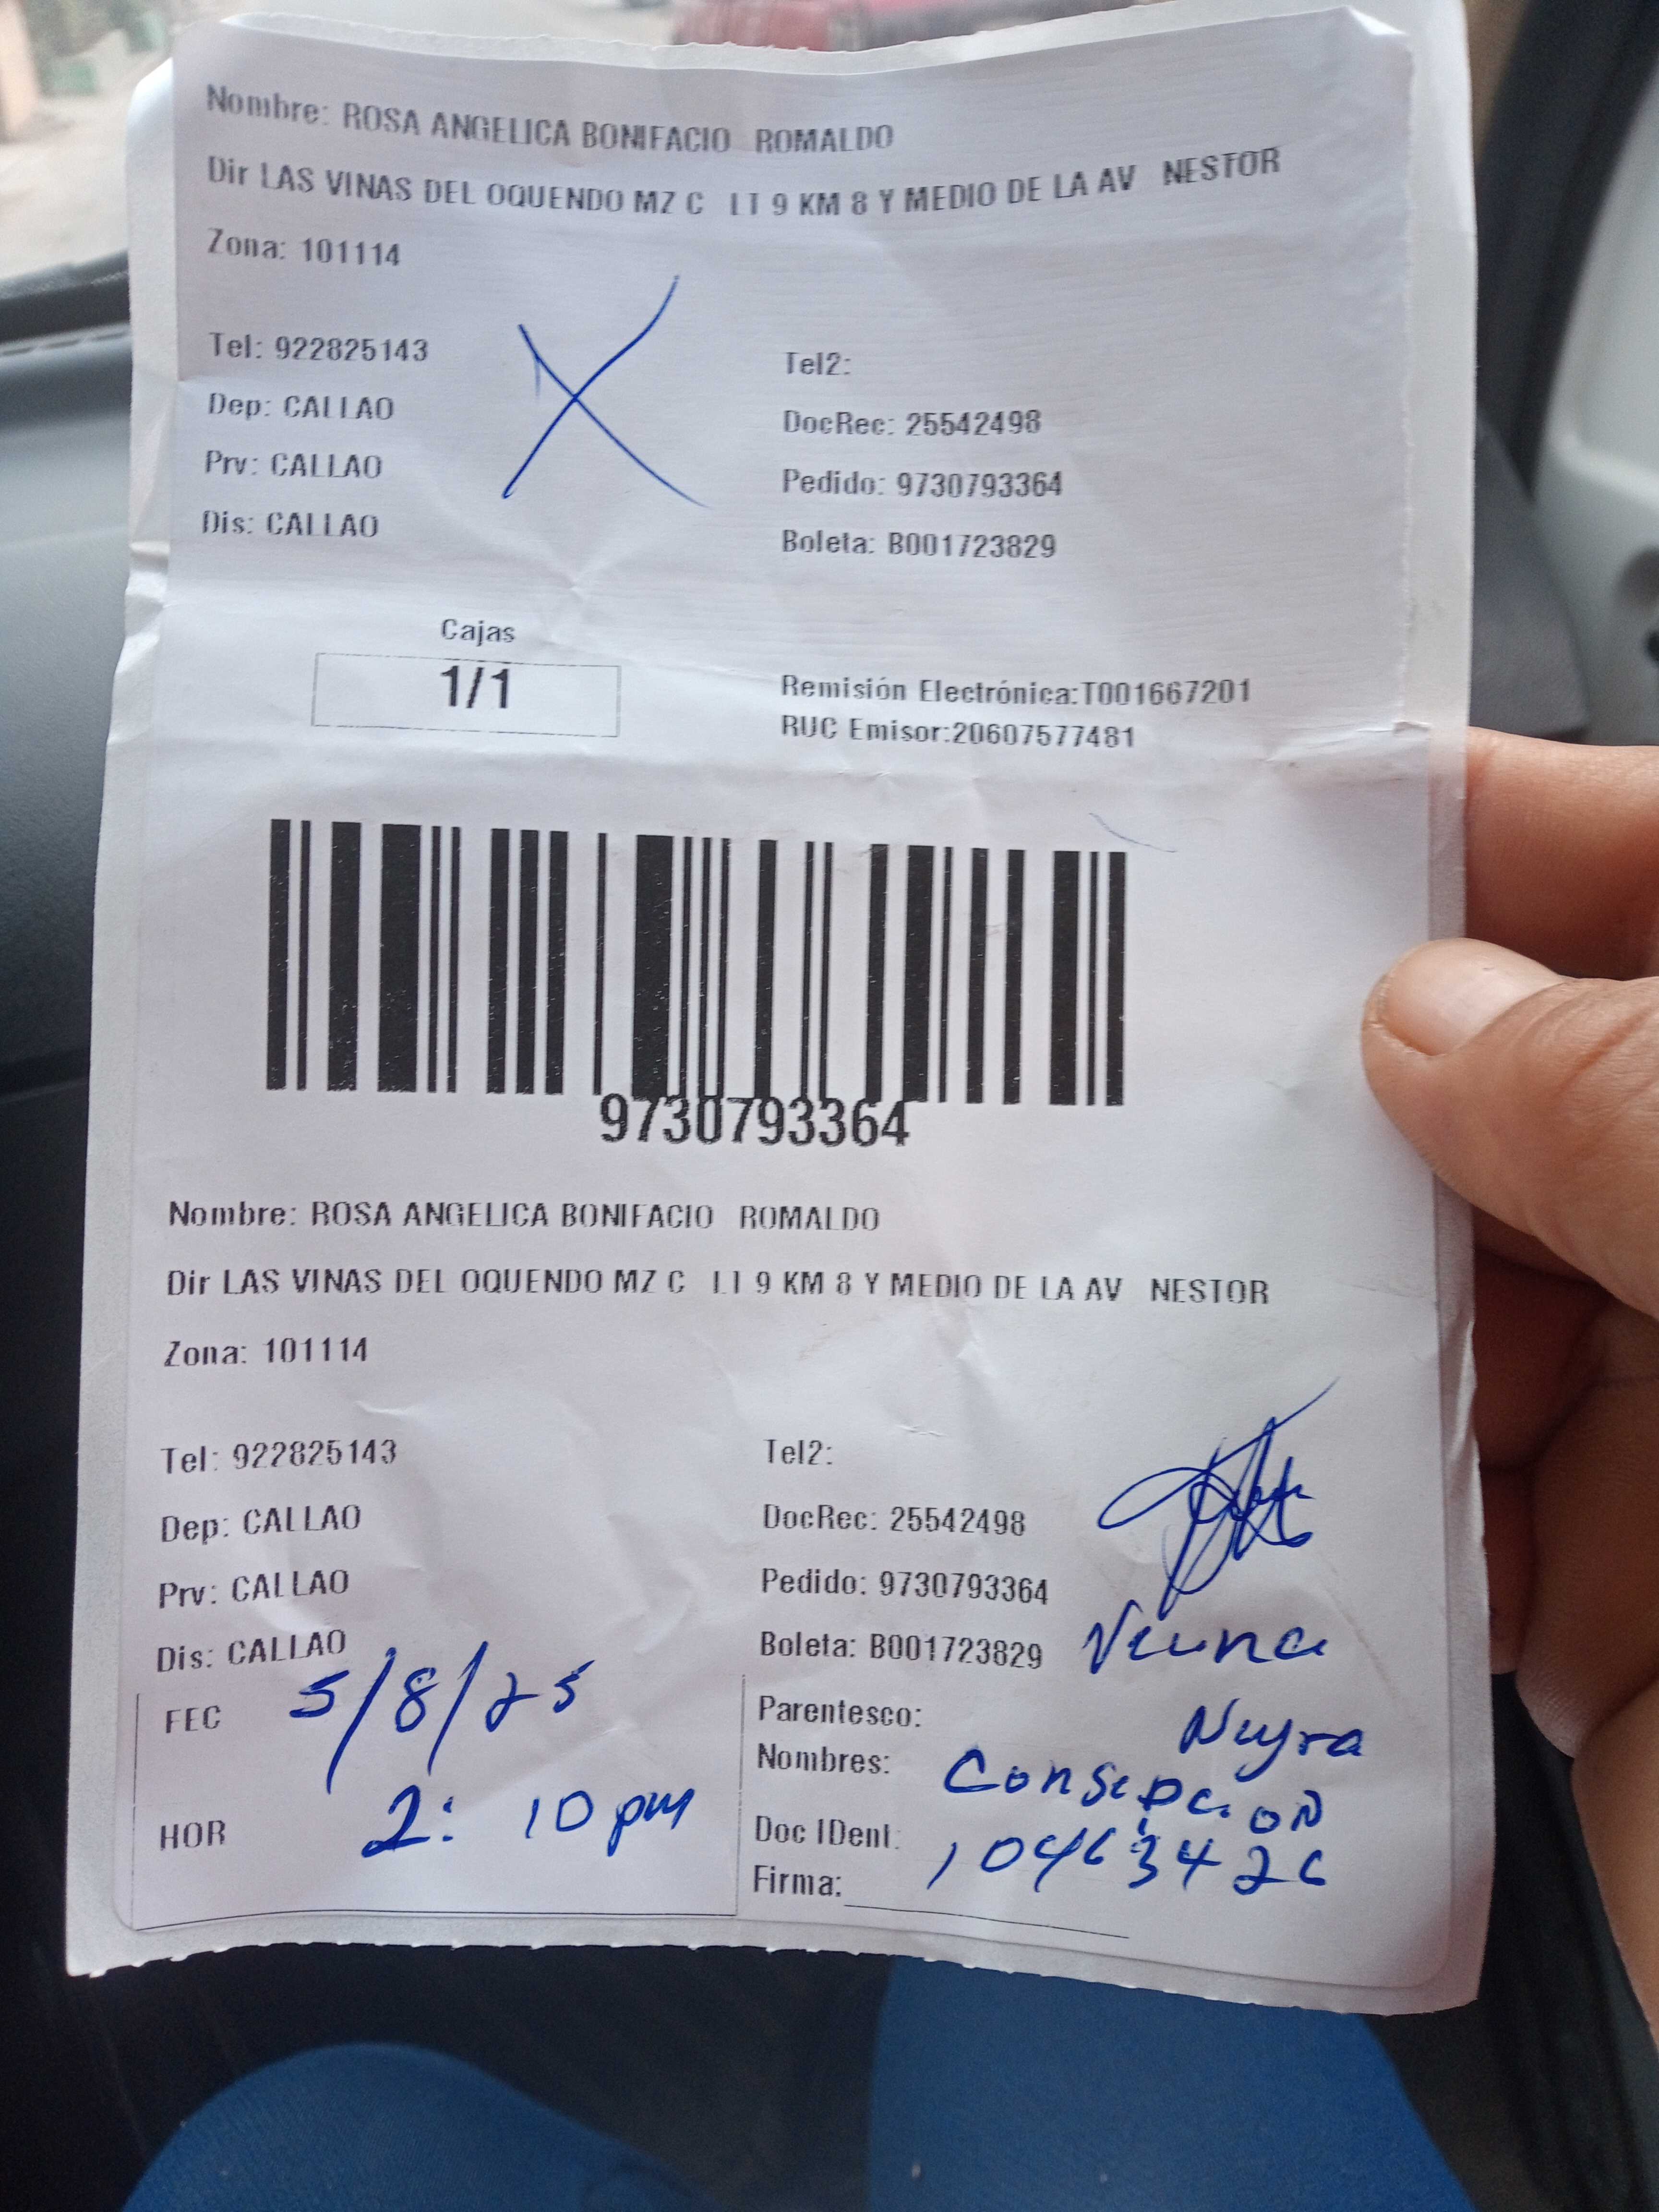 Nombre: ROSA ANGELICA BONIFACIO ROMALDO
Dir LAS VINAS DEL OQUENDO MZ C LT 9 KM 8 Y MEDIO DE LA AV NESTOR
Zona: 101114
Tel: 922825143
Tel2:
Dep: CALLAO
DocRec: 25542498
Prv: CALLAO
Pedido: 9730793364
Dis: CALLAO
Boleta: B001723829
Cajas
1/1
Remisión Electrónica:T001667201
RUC Emisor:20607577481
9730793364
Nombre: ROSA ANGELICA BONIFACIO ROMALDO
Dir LAS VINAS DEL OQUENDO MZ C LT 9 KM 8 Y MEDIO DE LA AV NESTOR
Zona: 101114
Tel: 922825143
Tel2:
Dep: CALLAO
DocRec: 25542498
Prv: CALLAO
Pedido: 9730793364
Dis: CALLAO
Boleta: B001723829
FEC 5/8/25
Parentesco:
Nombres: Consepcion
HOR 2:10 pm
Doc IDent:
Firma: